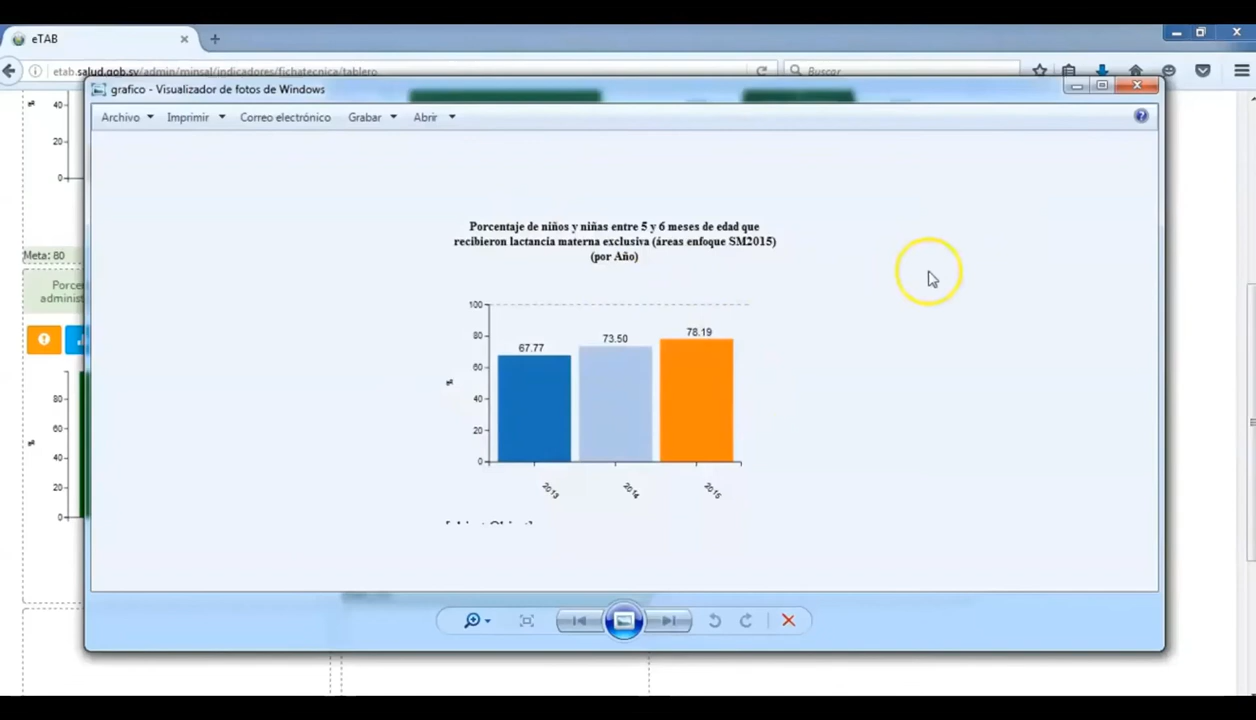 eTAB
etab.salud.gob.sv/admin/minsal/indicadores/fichatecnica/tablero
Buscar
grafico - Visualizador de fotos de Windows
Archivo Imprimir Correo electrónico Grabar Abrir
40
20
0
Meta: 80
Porce
administ
80
60
40
20
0
Porcentaje de niños y niñas entre 5 y 6 meses de edad que
recibieron lactancia materna exclusiva (áreas enfoque SM2015)
(por Año)
100
80
60
40
20
0
%
67.77
73.50
78.19
2013
2014
2015